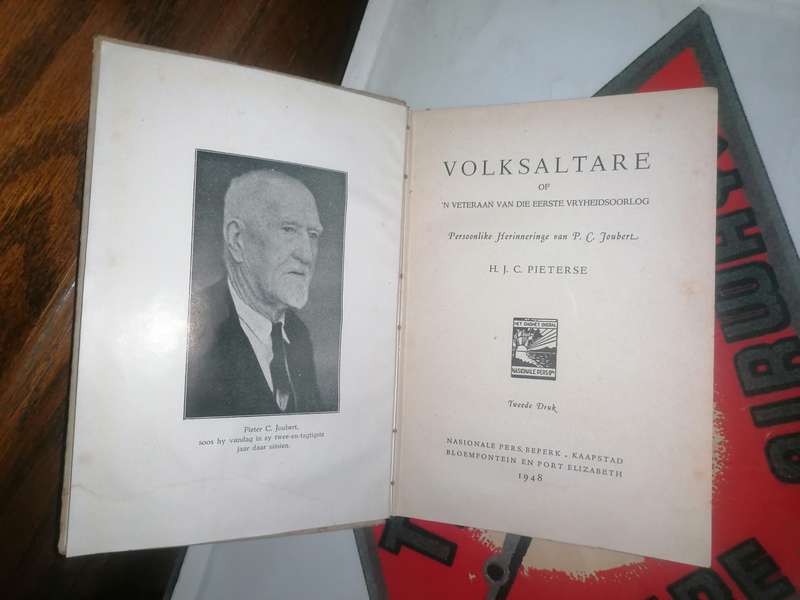 Pieter C. Joubert,
soos hy vandag in sy twee-en-tagtigste
jaar daar uitsien.
VOLKSALTARE
OF
'N VETERAAN VAN DIE EERSTE VRYHEIDSOORLOG
Persoonlike Herinneringe van P. C. Joubert
H. J. C. PIETERSE
NASIONALE PERS BPK
Tweede Druk
NASIONALE PERS, BEPERK . KAAPSTAD
BLOEMFONTEIN EN PORT ELIZABETH
1948